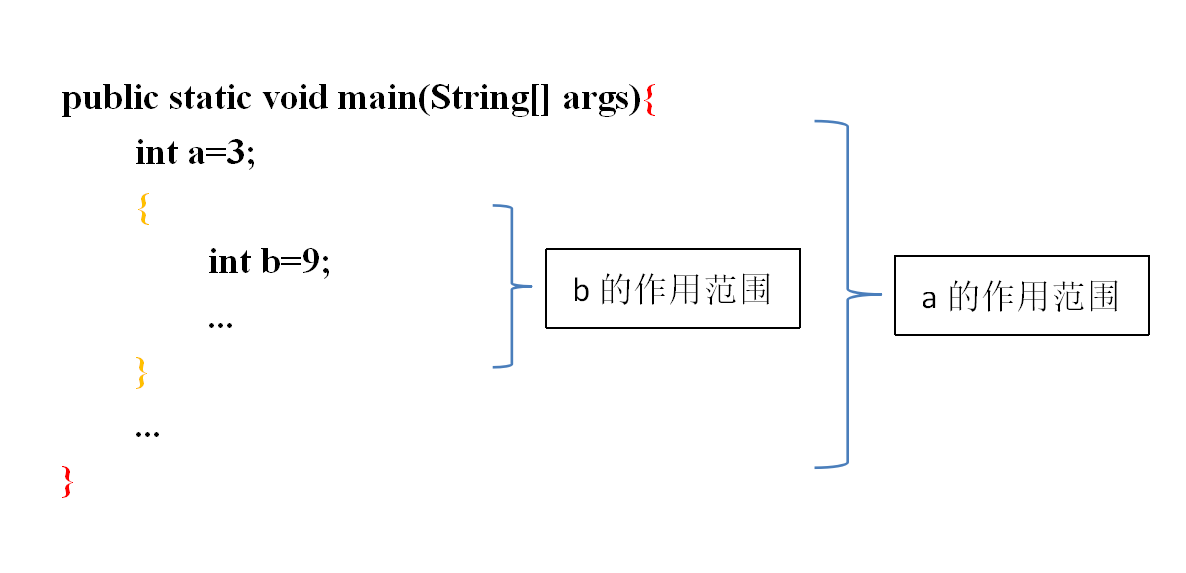 public static void main(String[] args){
int a=3;
{
int b=9;
...
}
...
}
b 的作用范围
a 的作用范围